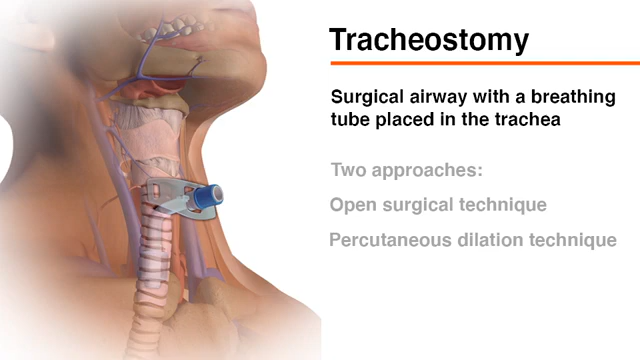 Tracheostomy
Surgical airway with a breathing
tube placed in the trachea
Two approaches:
Open surgical technique
Percutaneous dilation technique